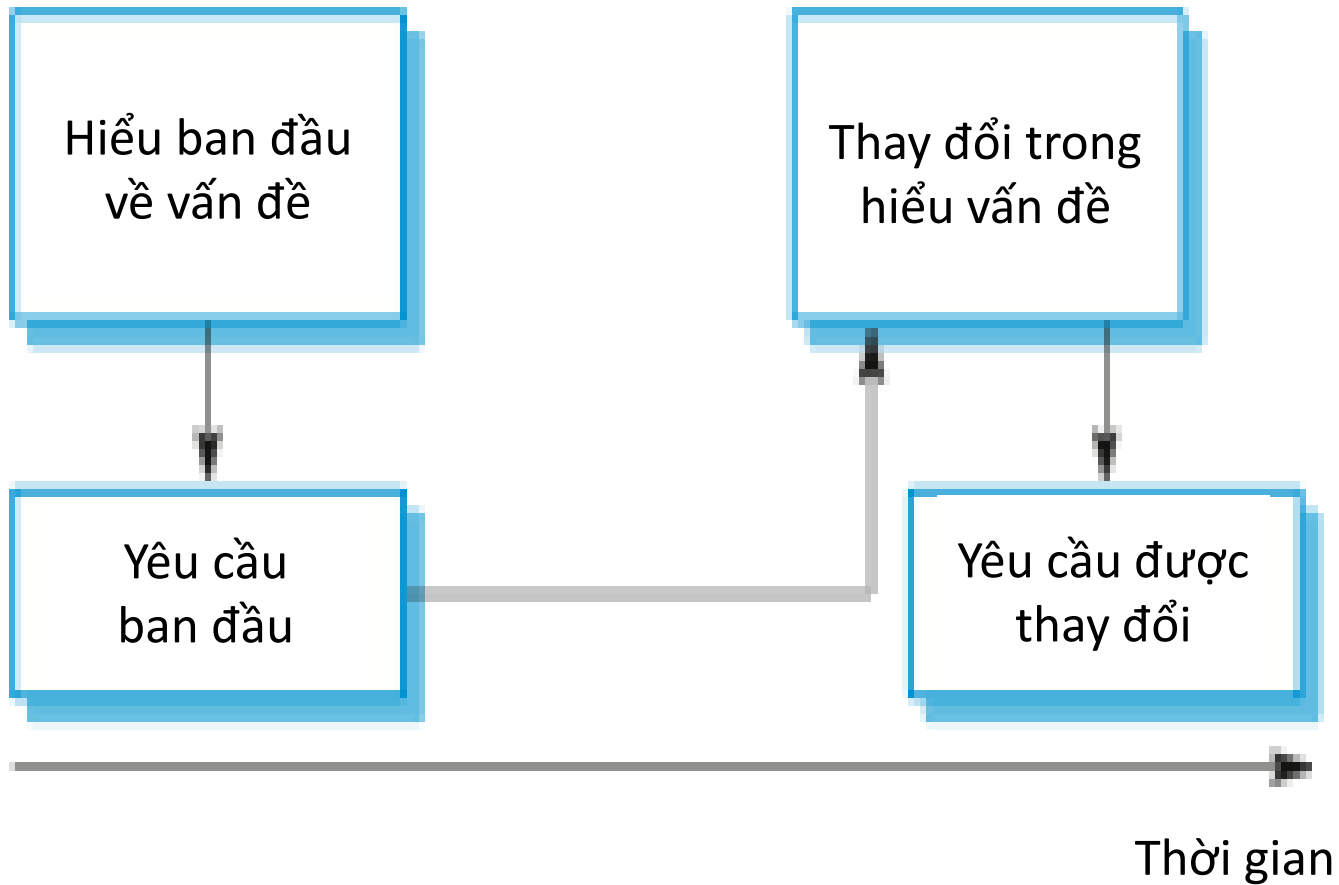 Hiểu ban đầu
về vấn đề
Thay đổi trong
hiểu vấn đề
Yêu cầu
ban đầu
Yêu cầu được
thay đổi
Thời gian